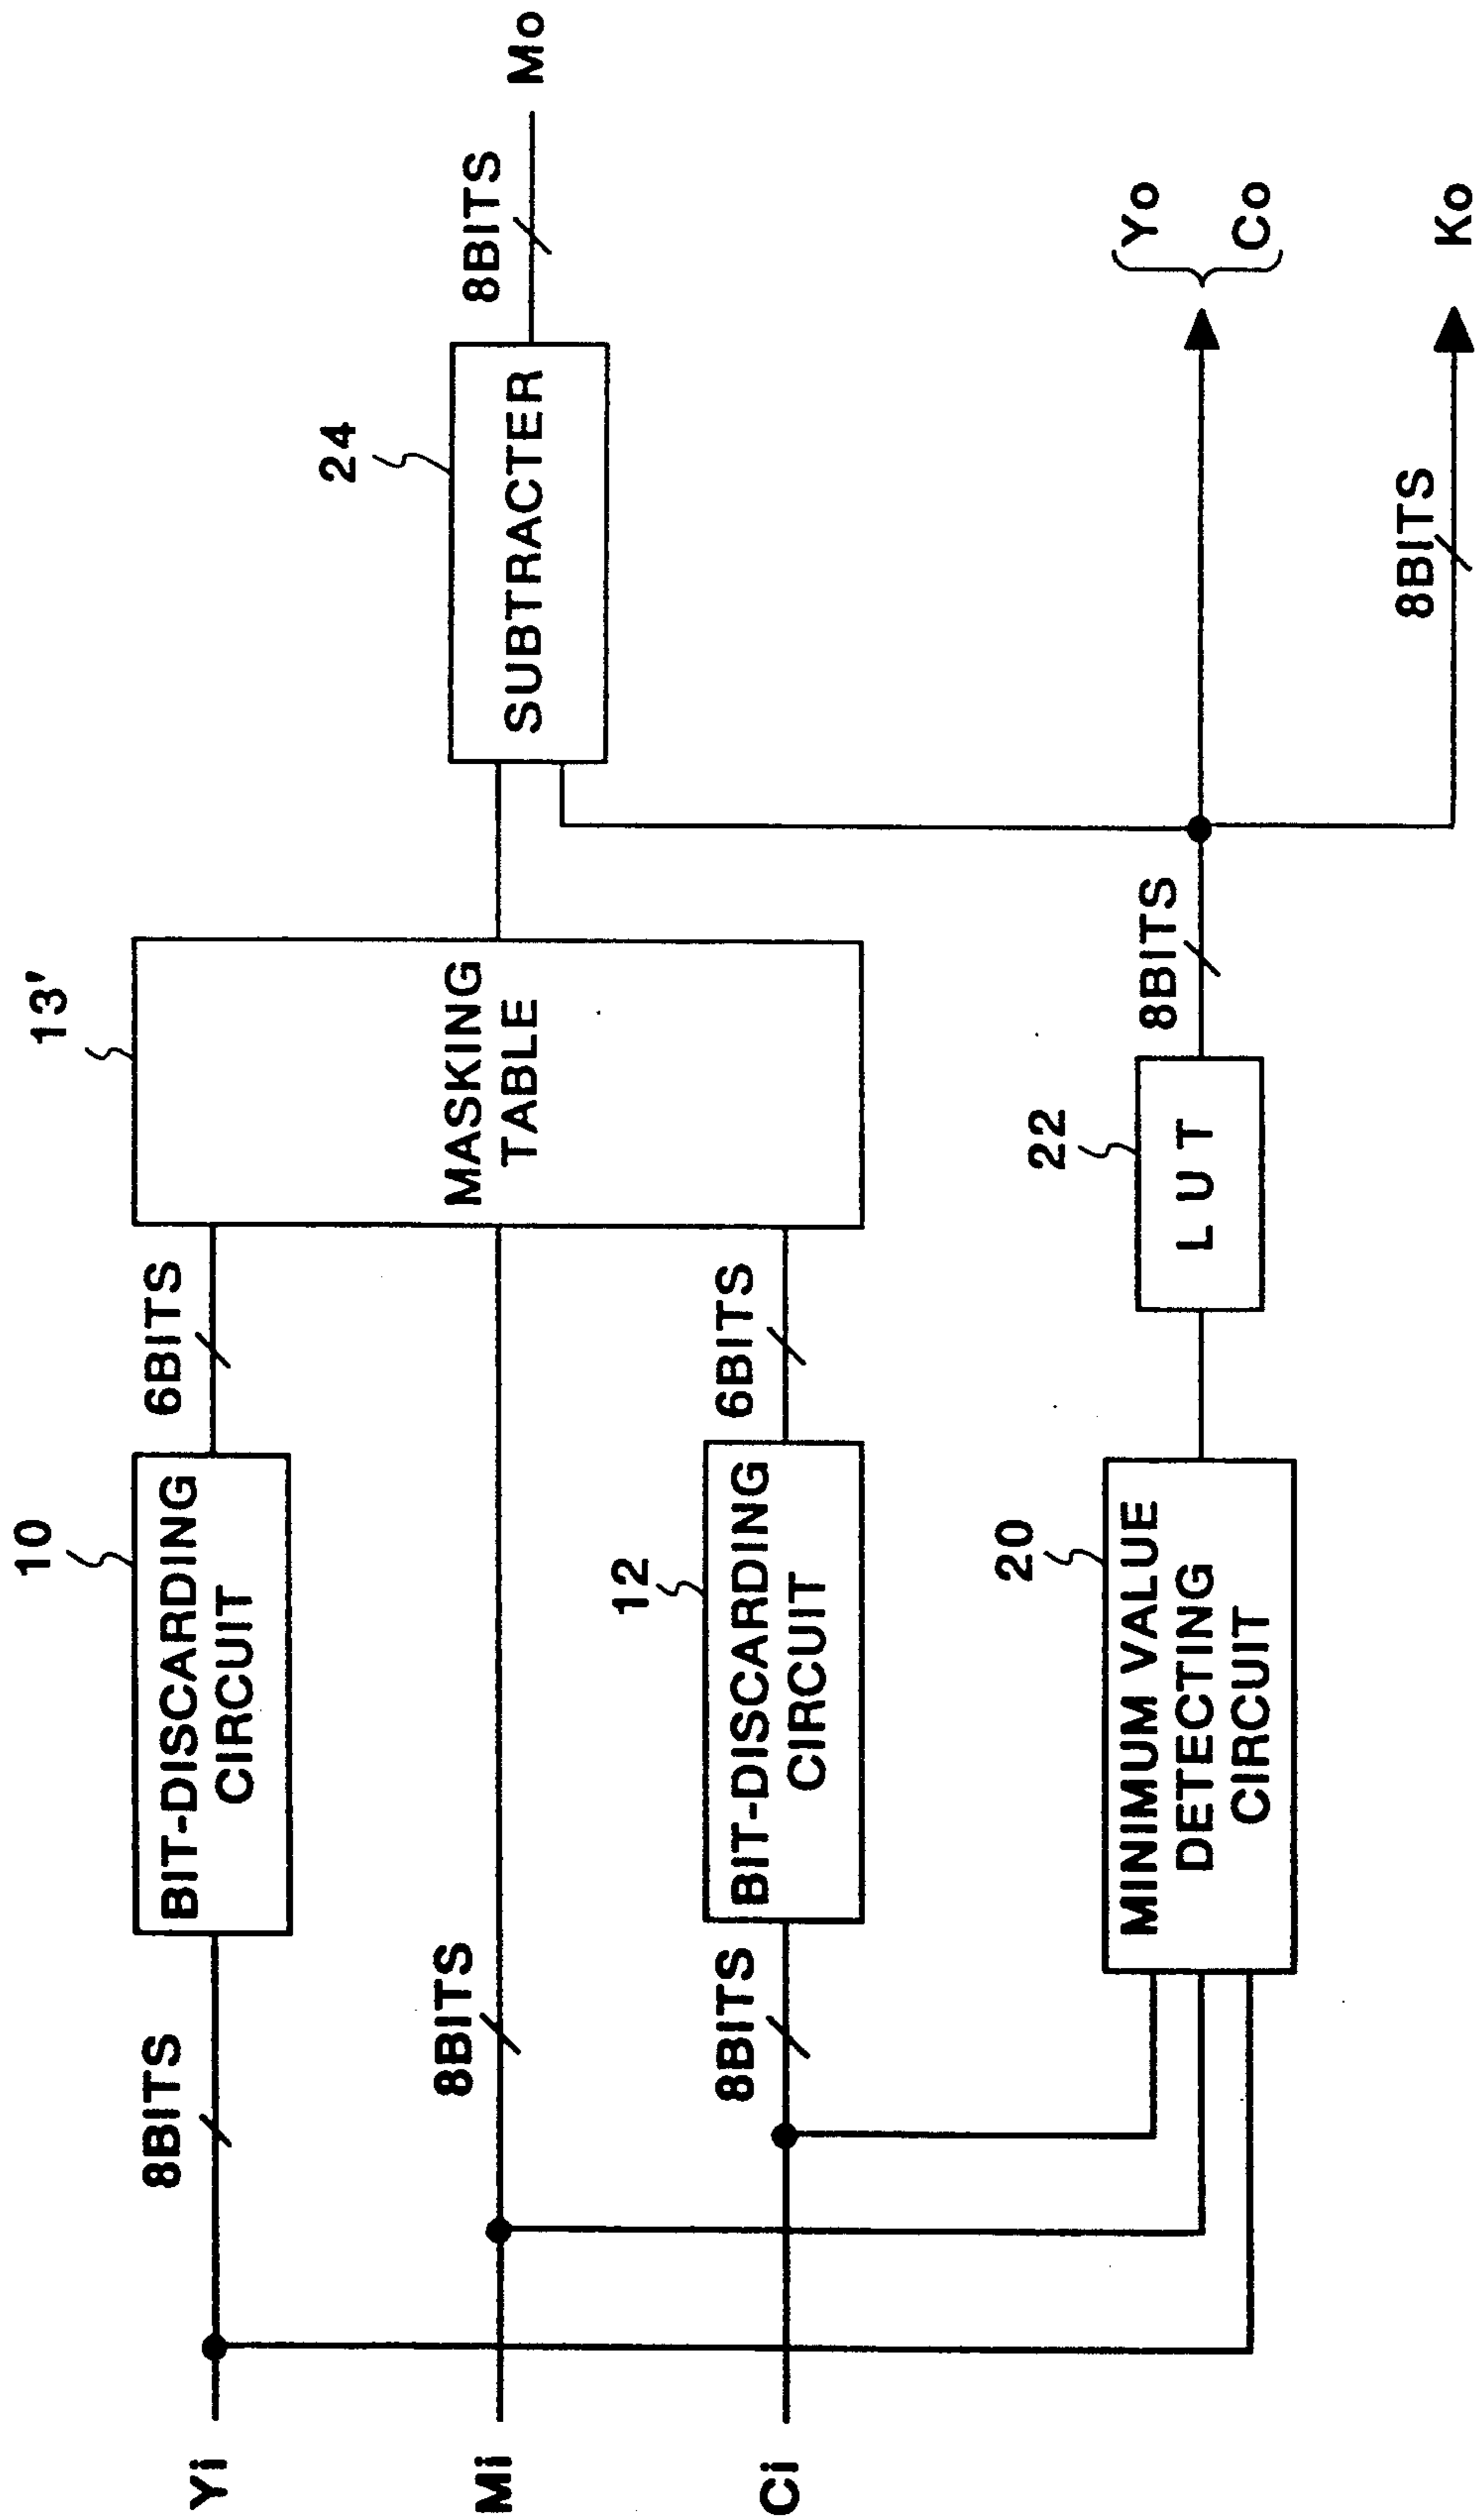 Yi
8BITS
10
BIT-DISCARDING
CIRCUIT
6BITS
13'
MASKING
TABLE
24
SUBTRACTER
8BITS
Mo
Mi
8BITS
Ci
8BITS
12
BIT-DISCARDING
CIRCUIT
6BITS
20
MINIMUM VALUE
DETECTING
CIRCUIT
22
LUT
8BITS
Yo
Co
8BITS
Ko